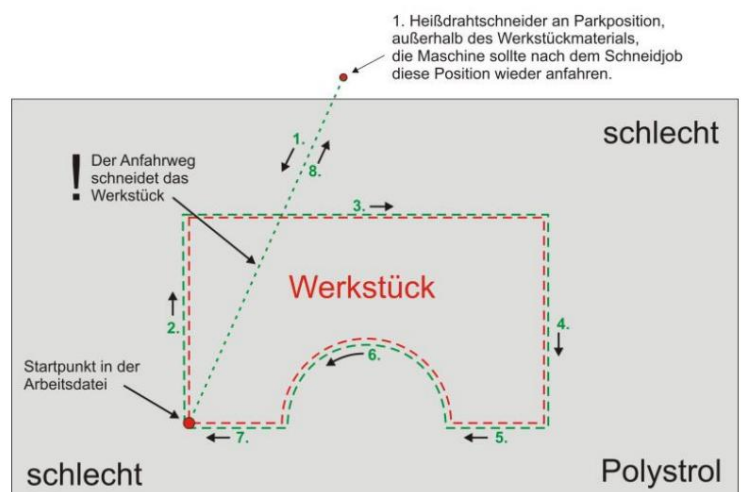 1. Heißdrahtschneider an Parkposition,
außerhalb des Werkstückmaterials,
die Maschine sollte nach dem Schneidjob
diese Position wieder anfahren.
schlecht
1.
8.
! Der Anfahrweg
schneidet das
Werkstück
3.
Werkstück
2.
4.
6.
Startpunkt in der
Arbeitsdatei
7.
5.
schlecht
Polystrol